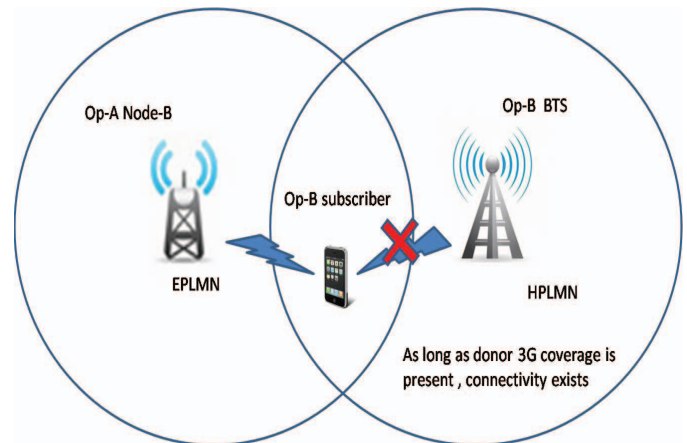 Op-A Node-B
Op-B BTS
Op-B subscriber
EPLMN
HPLMN
As long as donor 3G coverage is
present , connectivity exists